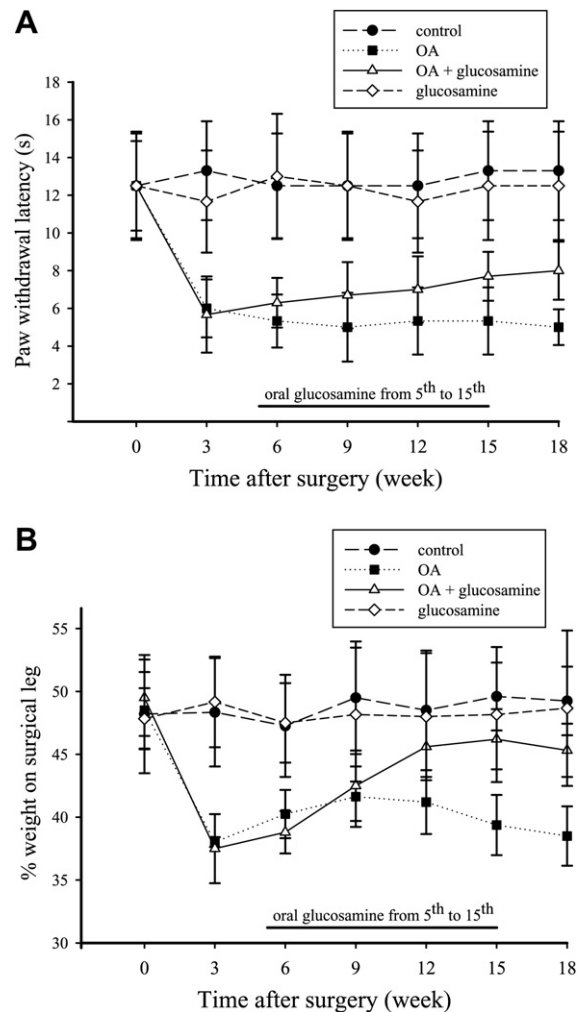 A
control
OA
OA + glucosamine
glucosamine
Paw withdrawal latency (s)
18
16
14
12
10
8
6
4
2
oral glucosamine from 5th to 15th
0 3 6 9 12 15 18
Time after surgery (week)
B
control
OA
OA + glucosamine
glucosamine
% weight on surgical leg
55
50
45
40
35
30
oral glucosamine from 5th to 15th
0 3 6 9 12 15 18
Time after surgery (week)